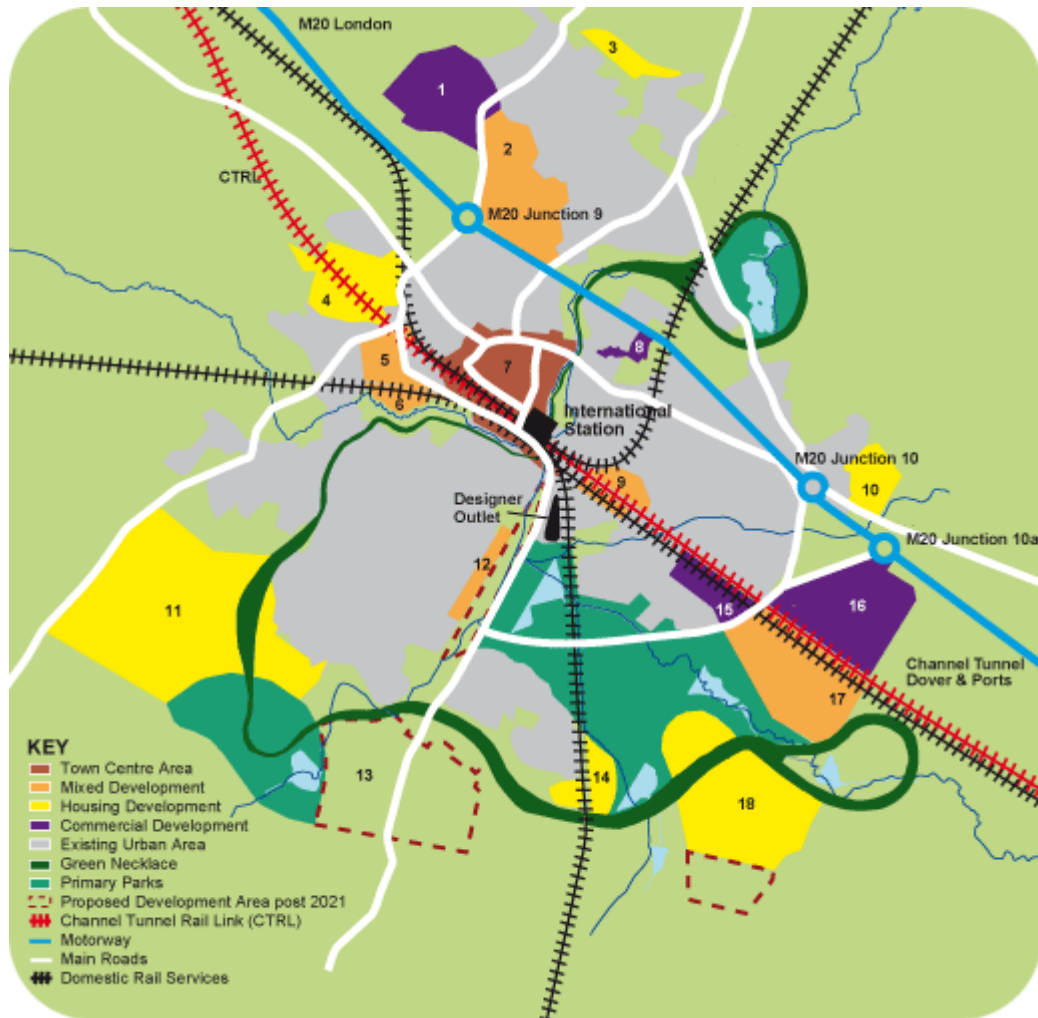 M20 London
3
1
2
CTRL
M20 Junction 9
4
8
5
7
6
International
Station
M20 Junction 10
9
10
Designer
Outlet
M20 Junction 10a
12
11
15
16
Channel Tunnel
Dover & Ports
17
13
14
18
KEY
Town Centre Area
Mixed Development
Housing Development
Commercial Development
Existing Urban Area
Green Necklace
Primary Parks
Proposed Development Area post 2021
Channel Tunnel Rail Link (CTRL)
Motorway
Main Roads
Domestic Rail Services